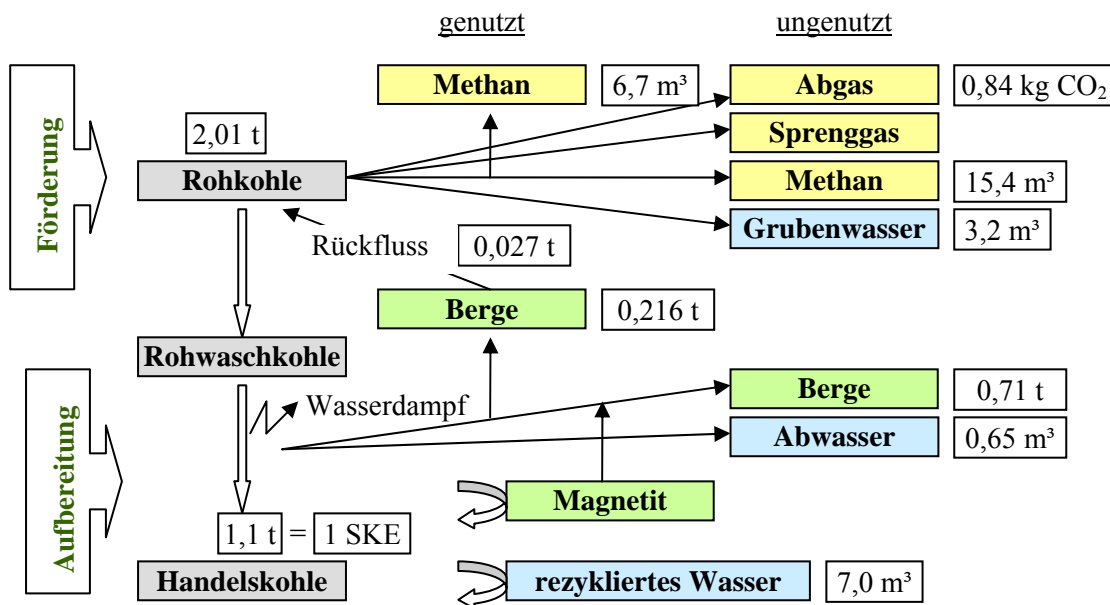 genutzt
ungenutzt
Förderung
Methan
6,7 m³
Abgas
0,84 kg CO₂
2,01 t
Sprenggas
Rohkohle
Methan
15,4 m³
Grubenwasser
3,2 m³
Rückfluss
0,027 t
Berge
0,216 t
Rohwaschkohle
Aufbereitung
Wasserdampf
Berge
0,71 t
Abwasser
0,65 m³
Magnetit
1,1 t = 1 SKE
Handelskohle
rezykliertes Wasser
7,0 m³